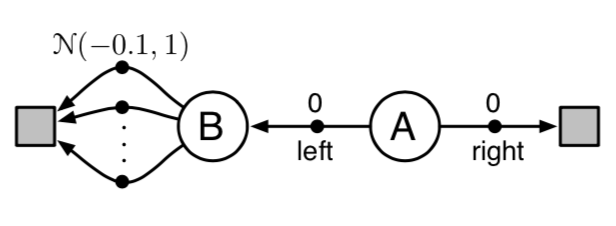 𝒩(−0.1, 1)
0 0
B A
left right